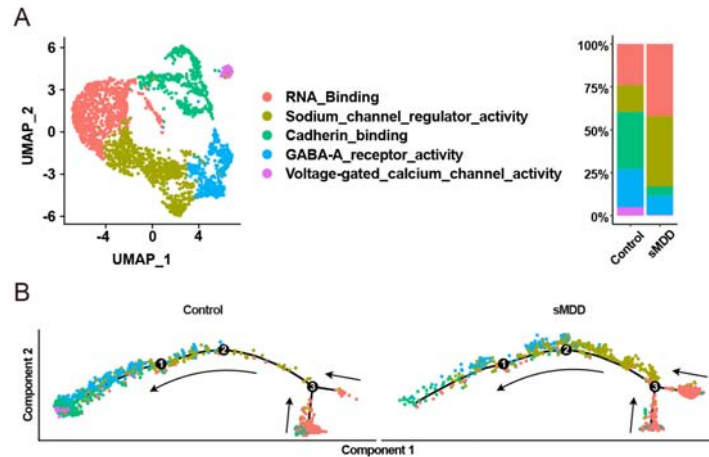 A
UMAP_2
6
3
0
-3
-6
-4
0
4
UMAP_1
RNA_Binding
Sodium_channel_regulator_activity
Cadherin_binding
GABA-A_receptor_activity
Voltage-gated_calcium_channel_activity
100%
75%
50%
25%
0%
Control
sMDD
B
Control
sMDD
Component 2
1
2
3
1
2
3
Component 1